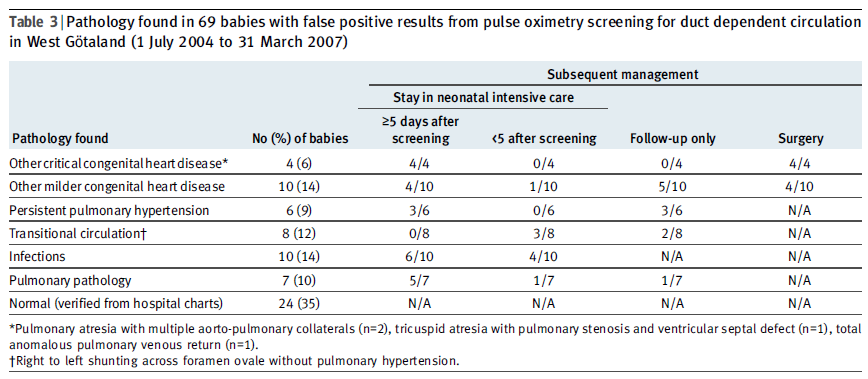 Table 3 | Pathology found in 69 babies with false positive results from pulse oximetry screening for duct dependent circulation
in West Götaland (1 July 2004 to 31 March 2007)
Subsequent management
Stay in neonatal intensive care
≥5 days after
Pathology found No (%) of babies screening <5 after screening Follow-up only Surgery
Other critical congenital heart disease* 4 (6) 4/4 0/4 0/4 4/4
Other milder congenital heart disease 10 (14) 4/10 1/10 5/10 4/10
Persistent pulmonary hypertension 6 (9) 3/6 0/6 3/6 N/A
Transitional circulation† 8 (12) 0/8 3/8 2/8 N/A
Infections 10 (14) 6/10 4/10 N/A N/A
Pulmonary pathology 7 (10) 5/7 1/7 1/7 N/A
Normal (verified from hospital charts) 24 (35) N/A N/A N/A N/A
*Pulmonary atresia with multiple aorto-pulmonary collaterals (n=2), tricuspid atresia with pulmonary stenosis and ventricular septal defect (n=1), total
anomalous pulmonary venous return (n=1).
†Right to left shunting across foramen ovale without pulmonary hypertension.